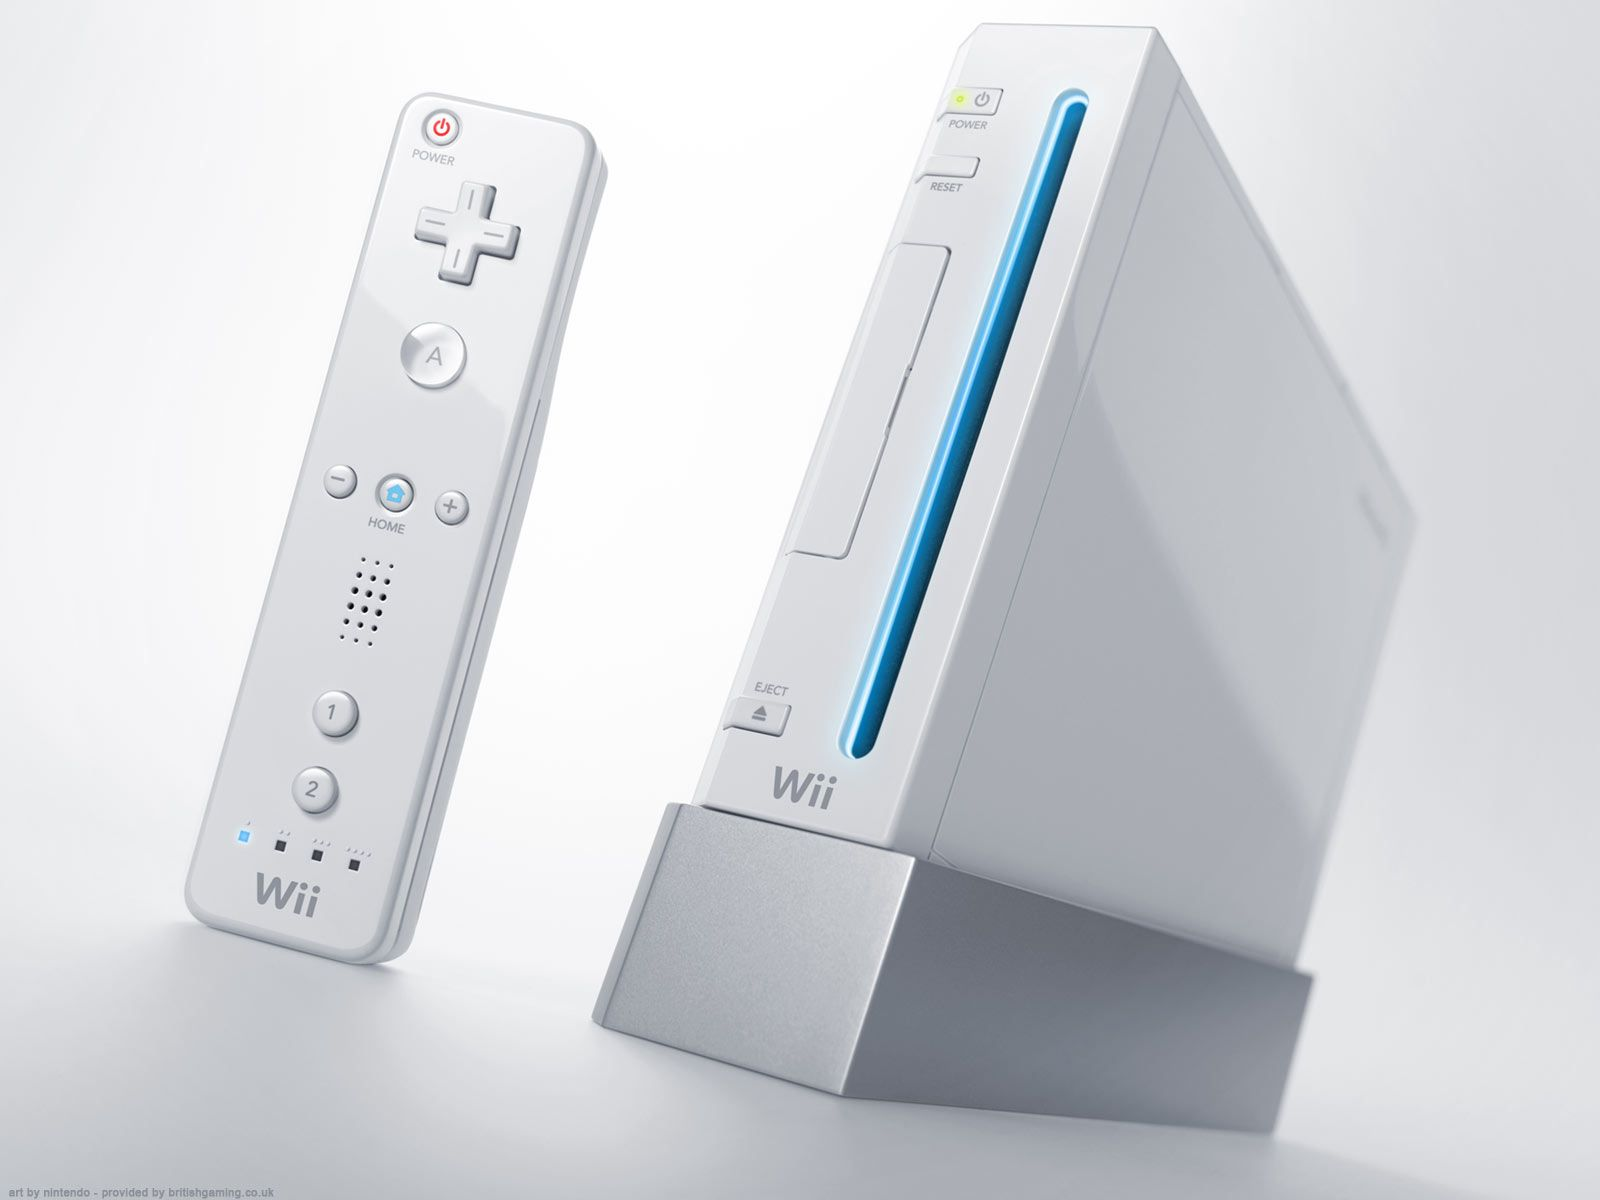 POWER
A
HOME
1
2
Wii
POWER
RESET
EJECT
Wii
art by nintendo - provided by britishgaming.co.uk